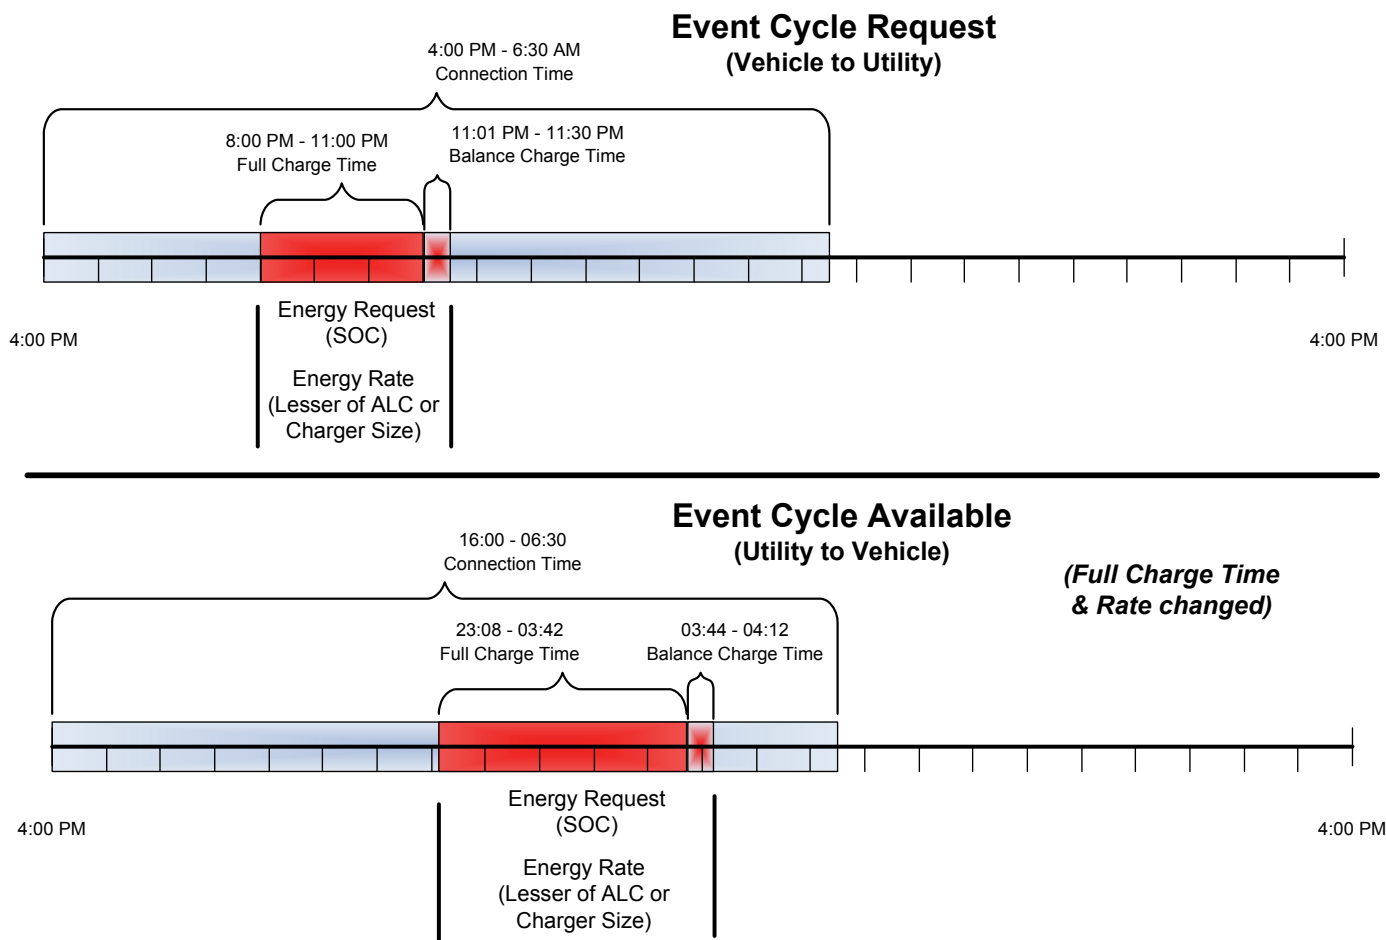 Event Cycle Request
(Vehicle to Utility)
4:00 PM - 6:30 AM
Connection Time
8:00 PM - 11:00 PM
Full Charge Time
11:01 PM - 11:30 PM
Balance Charge Time
4:00 PM
4:00 PM
Energy Request
(SOC)
Energy Rate
(Lesser of ALC or
Charger Size)
Event Cycle Available
(Utility to Vehicle)
(Full Charge Time
& Rate changed)
16:00 - 06:30
Connection Time
23:08 - 03:42
Full Charge Time
03:44 - 04:12
Balance Charge Time
4:00 PM
4:00 PM
Energy Request
(SOC)
Energy Rate
(Lesser of ALC or
Charger Size)